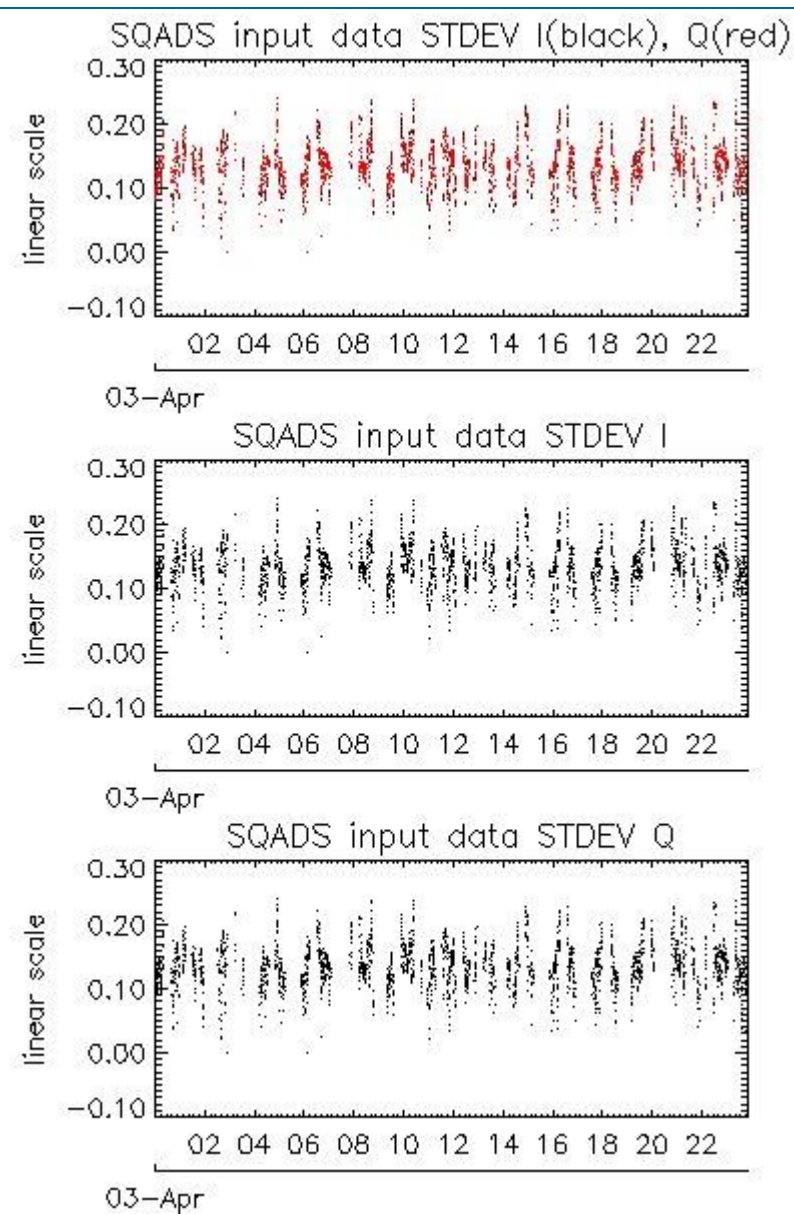 SQADS input data STDEV I(black), Q(red)
0.30
0.20
0.10
0.00
-0.10
linear scale
02 04 06 08 10 12 14 16 18 20 22
03-Apr
SQADS input data STDEV I
0.30
0.20
0.10
0.00
-0.10
linear scale
02 04 06 08 10 12 14 16 18 20 22
03-Apr
SQADS input data STDEV Q
0.30
0.20
0.10
0.00
-0.10
linear scale
02 04 06 08 10 12 14 16 18 20 22
03-Apr